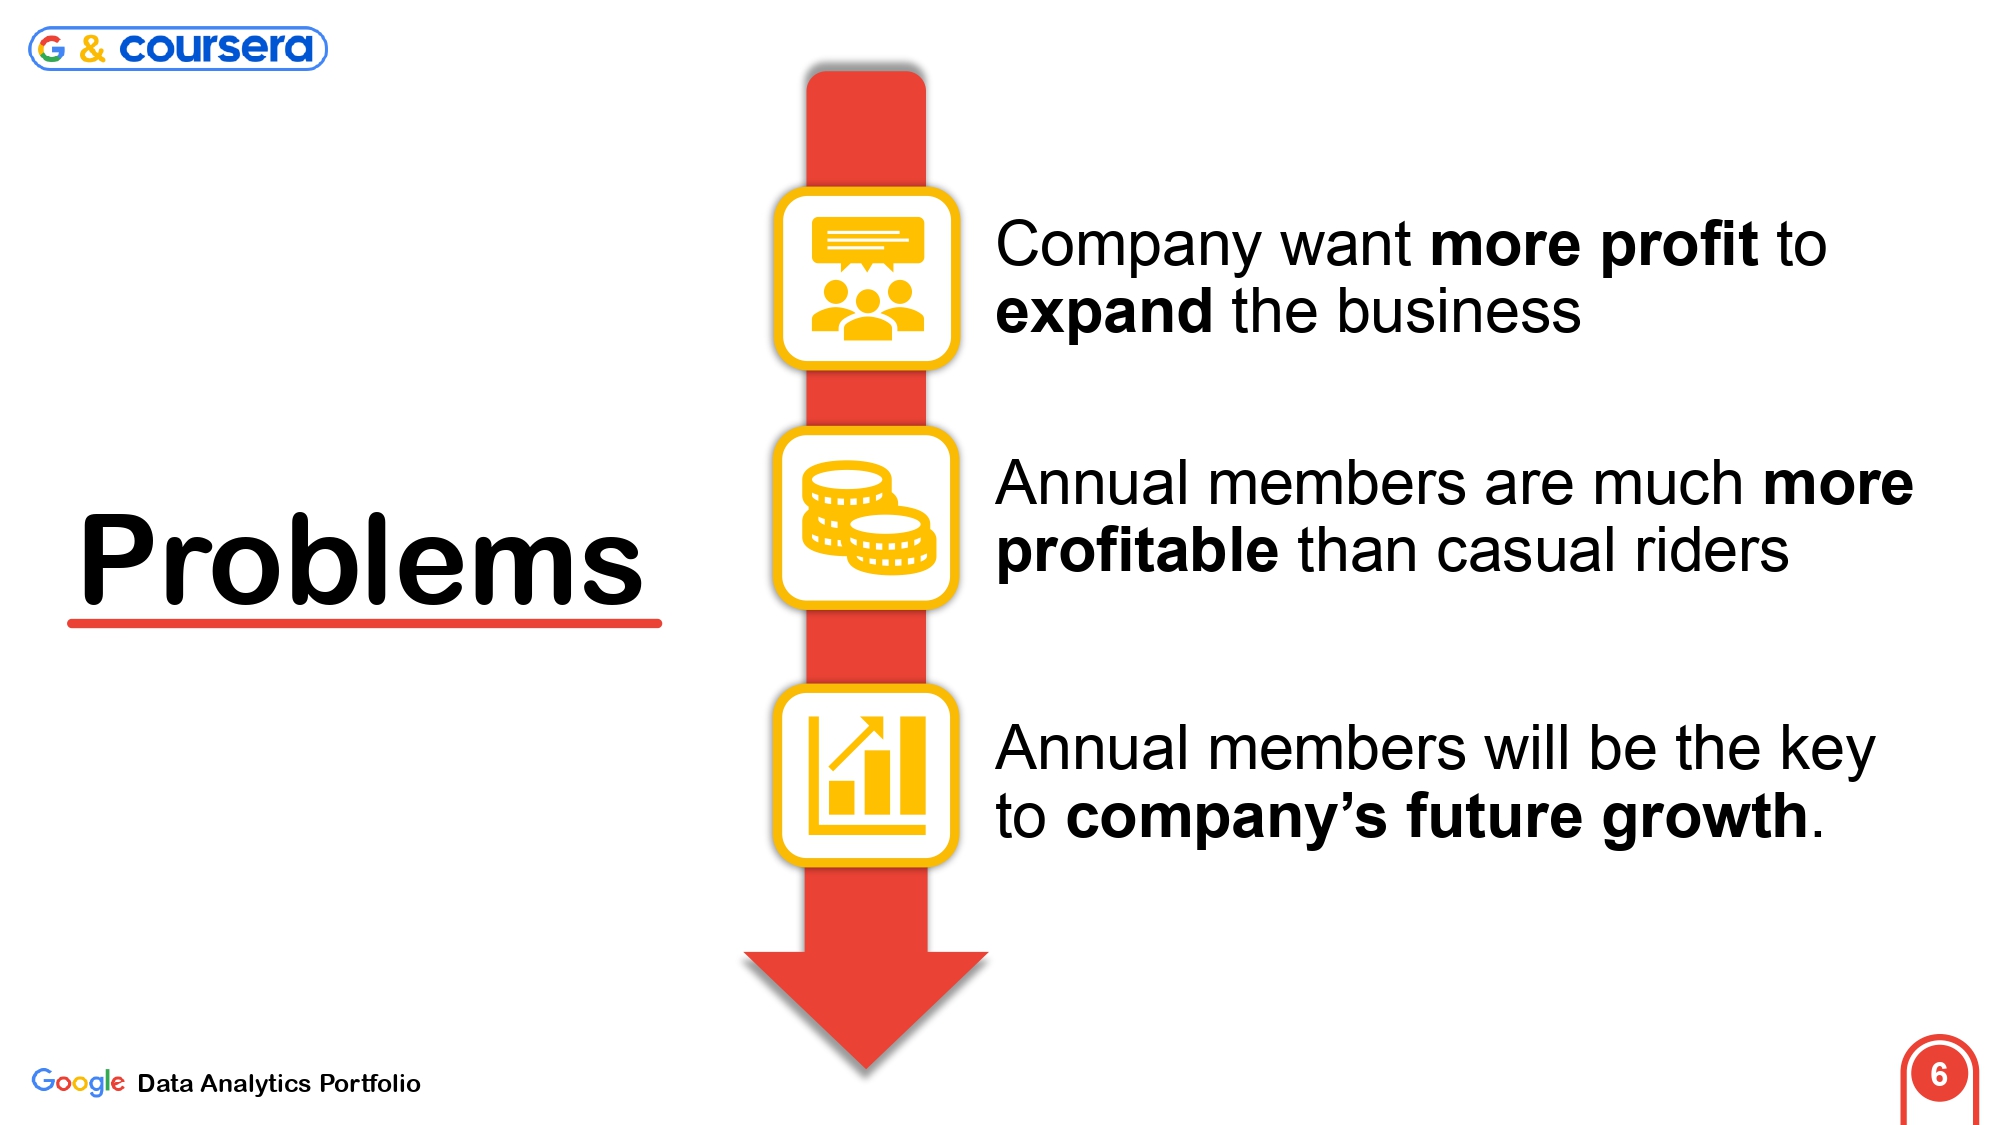 G & coursera
Problems
Company want more profit to
expand the business
Annual members are much more
profitable than casual riders
Annual members will be the key
to company’s future growth.
Google Data Analytics Portfolio
6